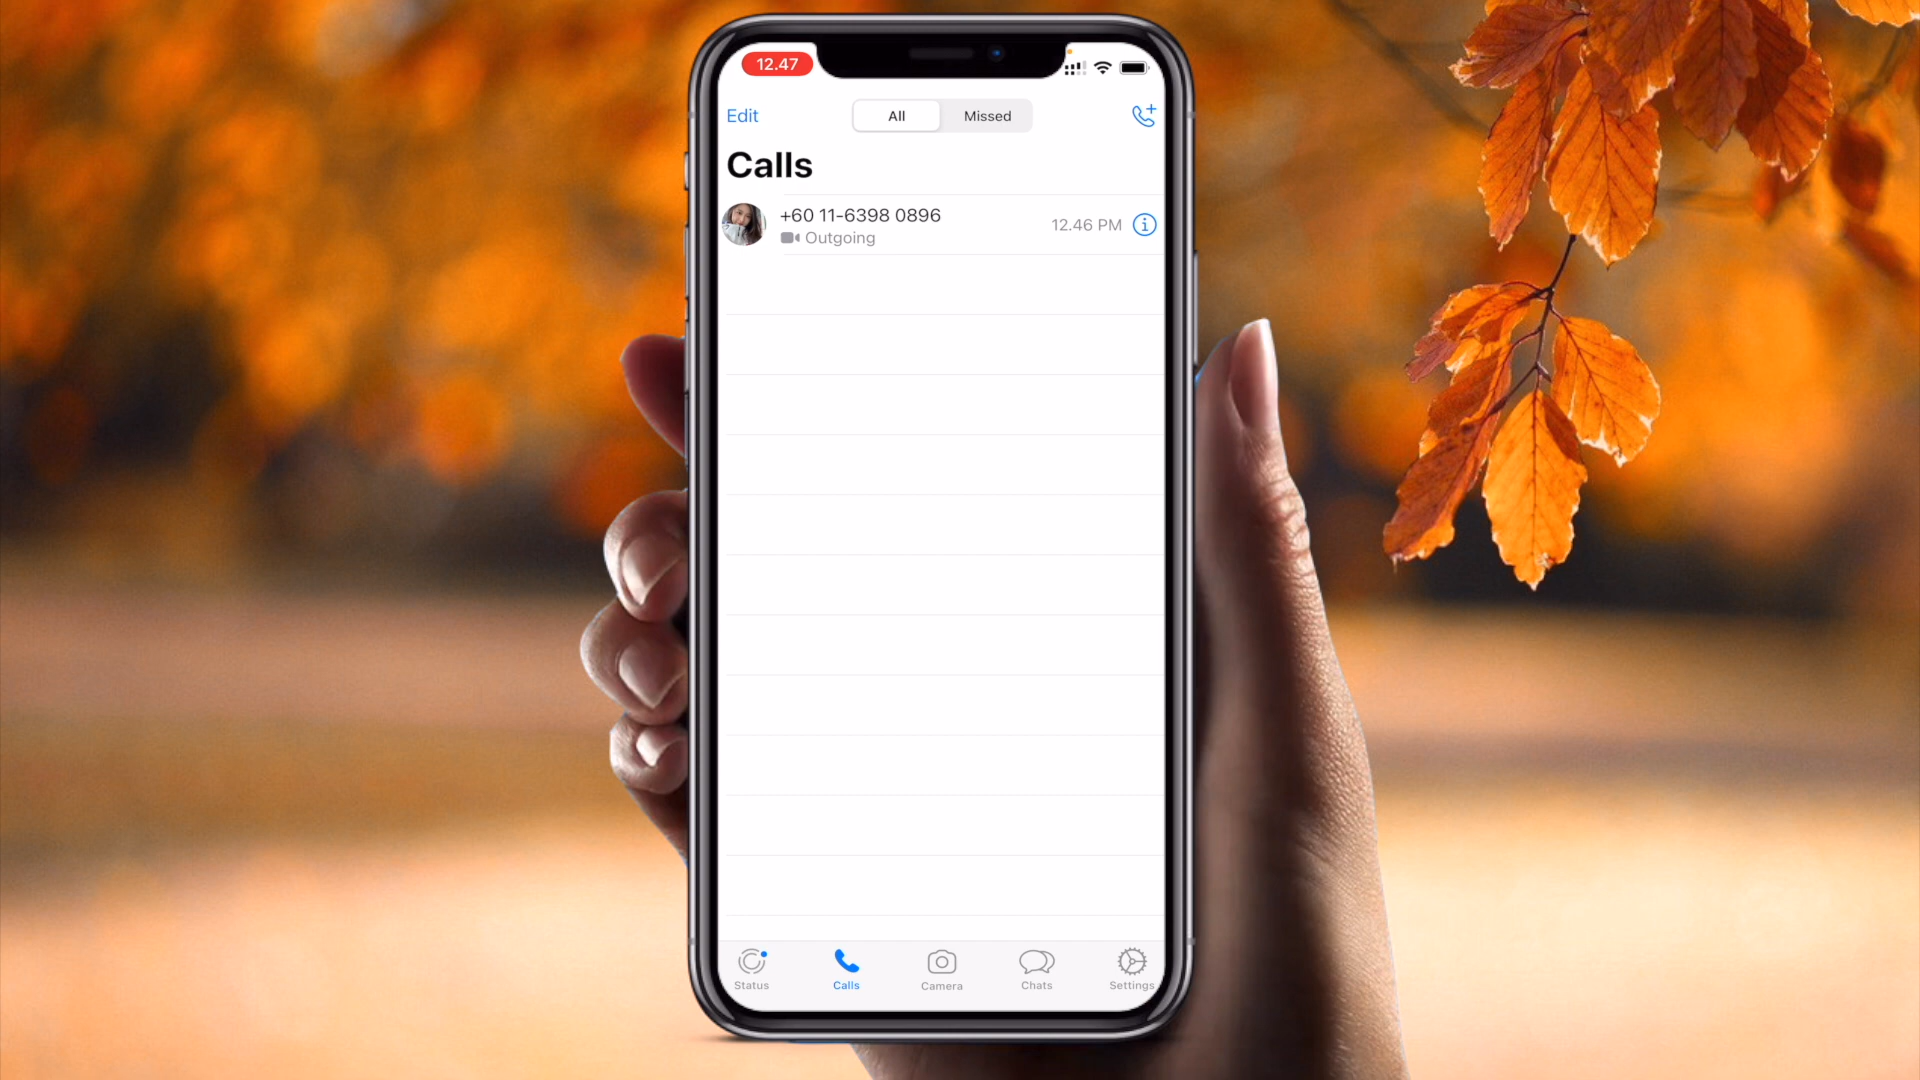 12.47
Edit
All
Missed
Calls
+60 11-6398 0896
Outgoing
12.46 PM
Status
Calls
Camera
Chats
Settings